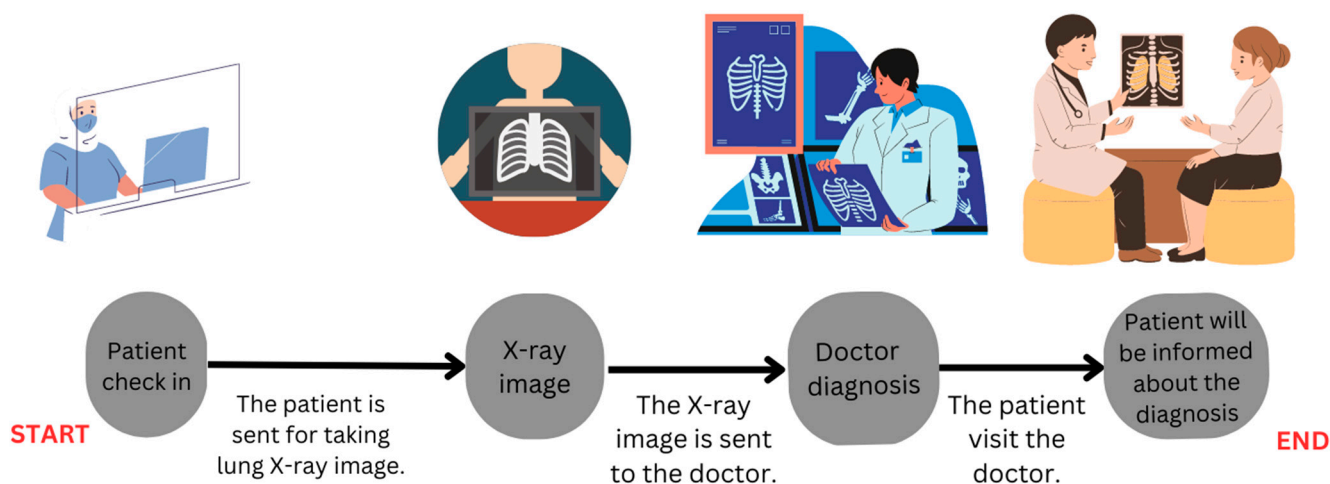 START
Patient
check in
The patient is
sent for taking
lung X-ray image.
X-ray
image
The X-ray
image is sent
to the doctor.
Doctor
diagnosis
The patient
visit the
doctor.
Patient will
be informed
about the
diagnosis
END